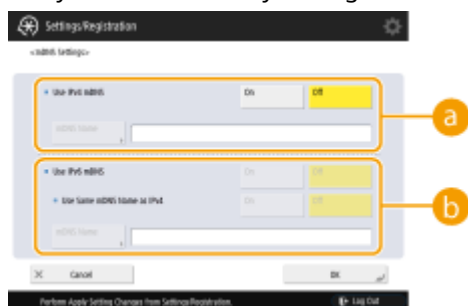 Settings/Registration
<mDNS Settings>
Use IPv4 mDNS
On
Off
mDNS Name
a
Use IPv6 mDNS
On
Off
Use Same mDNS Name as IPv4
On
Off
mDNS Name
b
Cancel
OK
Perform Apply Setting Changes from Settings/Registration.
Log Out